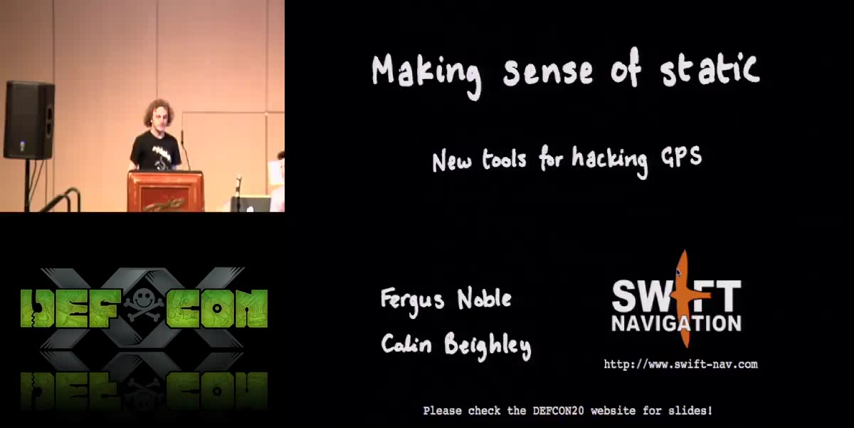 Making sense of static
New tools for hacking GPS
Fergus Noble
Colin Beighley
SWIFT
NAVIGATION
http://www.swift-nav.com
Please check the DEFCON20 website for slides!
XX
DEFCON